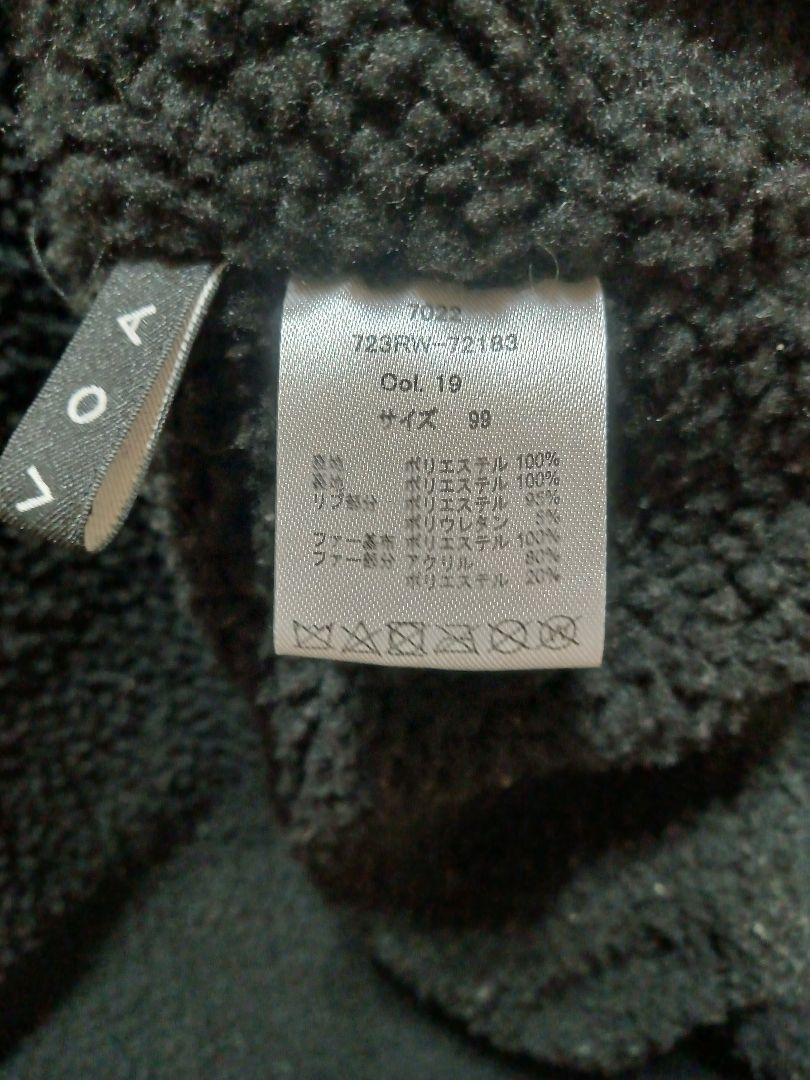 7022
723RW-72183
Col. 19
サイズ 99
表地 ポリエステル 100%
裏地 ポリエステル 100%
リブ部分 ポリエステル 95%
ポリウレタン 5%
ファー基布 ポリエステル 100%
ファー部分 アクリル 80%
ポリエステル 20%
VOA